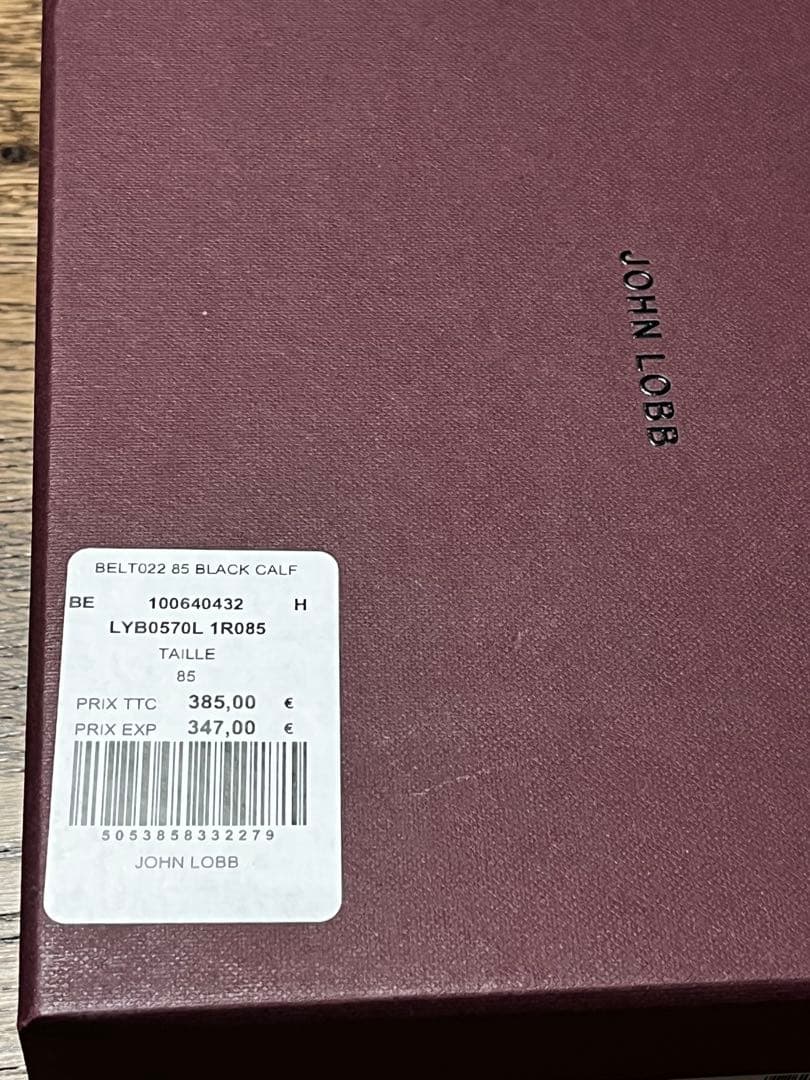 JOHN LOBB
BELT022 85 BLACK CALF
BE 100640432 H
LYB0570L 1R085
TAILLE
85
PRIX TTC 385,00 €
PRIX EXP 347,00 €
5053858332279
JOHN LOBB